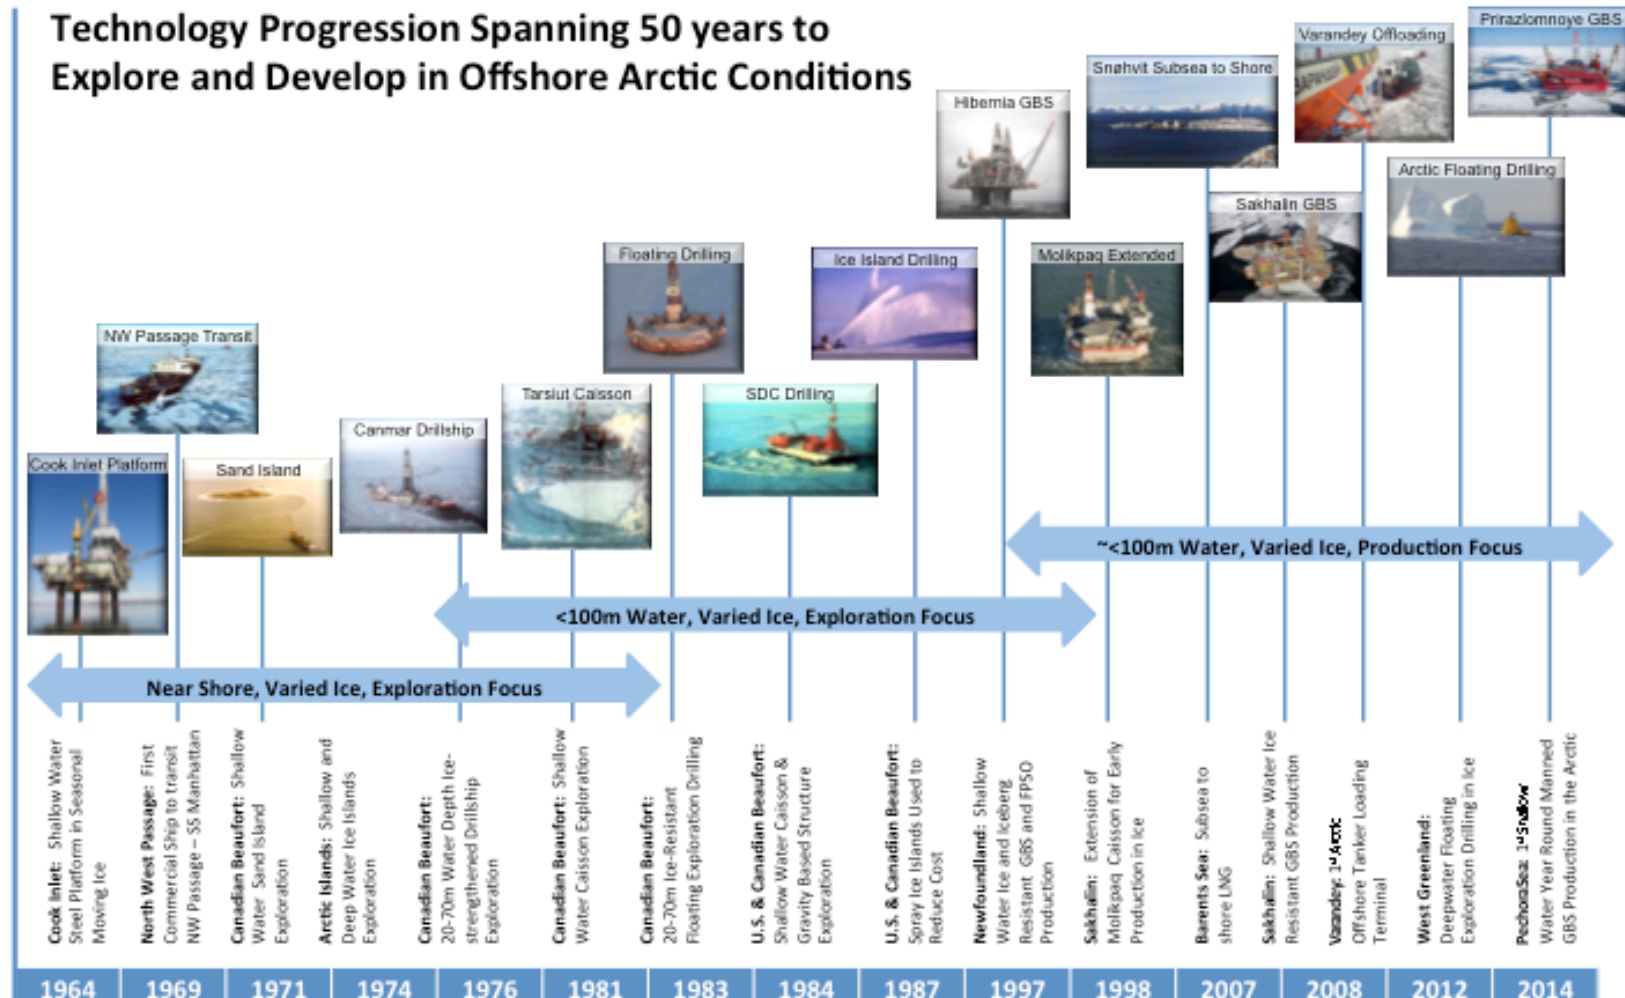 Technology Progression Spanning 50 years to
Explore and Develop in Offshore Arctic Conditions
Prirazlomnoye GBS
Varandey Offloading
Snøhvit Subsea to Shore
Hibernia GBS
Arctic Floating Drilling
Sakhalin GBS
Floating Drilling
Ice Island Drilling
Molikpaq Extended
NW Passage Transit
Tarsiut Caisson
SDC Drilling
Canmar Drillship
Cook Inlet Platform
Sand Island
~<100m Water, Varied Ice, Production Focus
<100m Water, Varied Ice, Exploration Focus
Near Shore, Varied Ice, Exploration Focus
Cook Inlet: Shallow Water
Steel Platform in Seasonal
Moving Ice
North West Passage: First
Commercial Ship to transit
NW Passage – SS Manhattan
Canadian Beaufort: Shallow
Water Sand Island
Exploration
Arctic Islands: Shallow and
Deep Water Ice Islands
Exploration
Canadian Beaufort:
20-70m Water Depth Ice-
strengthened Drillship
Exploration
Canadian Beaufort: Shallow
Water Caisson Exploration
Canadian Beaufort:
20-70m Ice-Resistant
Floating Exploration Drilling
U.S. & Canadian Beaufort:
Shallow Water Caisson &
Gravity Based Structure
Exploration
U.S. & Canadian Beaufort:
Spray Ice Islands Used to
Reduce Cost
Newfoundland: Shallow
Water Ice and Iceberg
Resistant GBS and FPSO
Production
Sakhalin: Extension of
Molikpaq Caisson for Early
Production in Ice
Barents Sea: Subsea to
shore LNG
Sakhalin: Shallow Water Ice
Resistant GBS Production
Varandey: 1st Arctic
Offshore Tanker Loading
Terminal
West Greenland:
Deepwater Floating
Exploration Drilling in Ice
Pechora Sea: 1st Shallow
Water Year Round Manned
GBS Production in the Arctic
1964 1969 1971 1974 1976 1981 1983 1984 1987 1997 1998 2007 2008 2012 2014